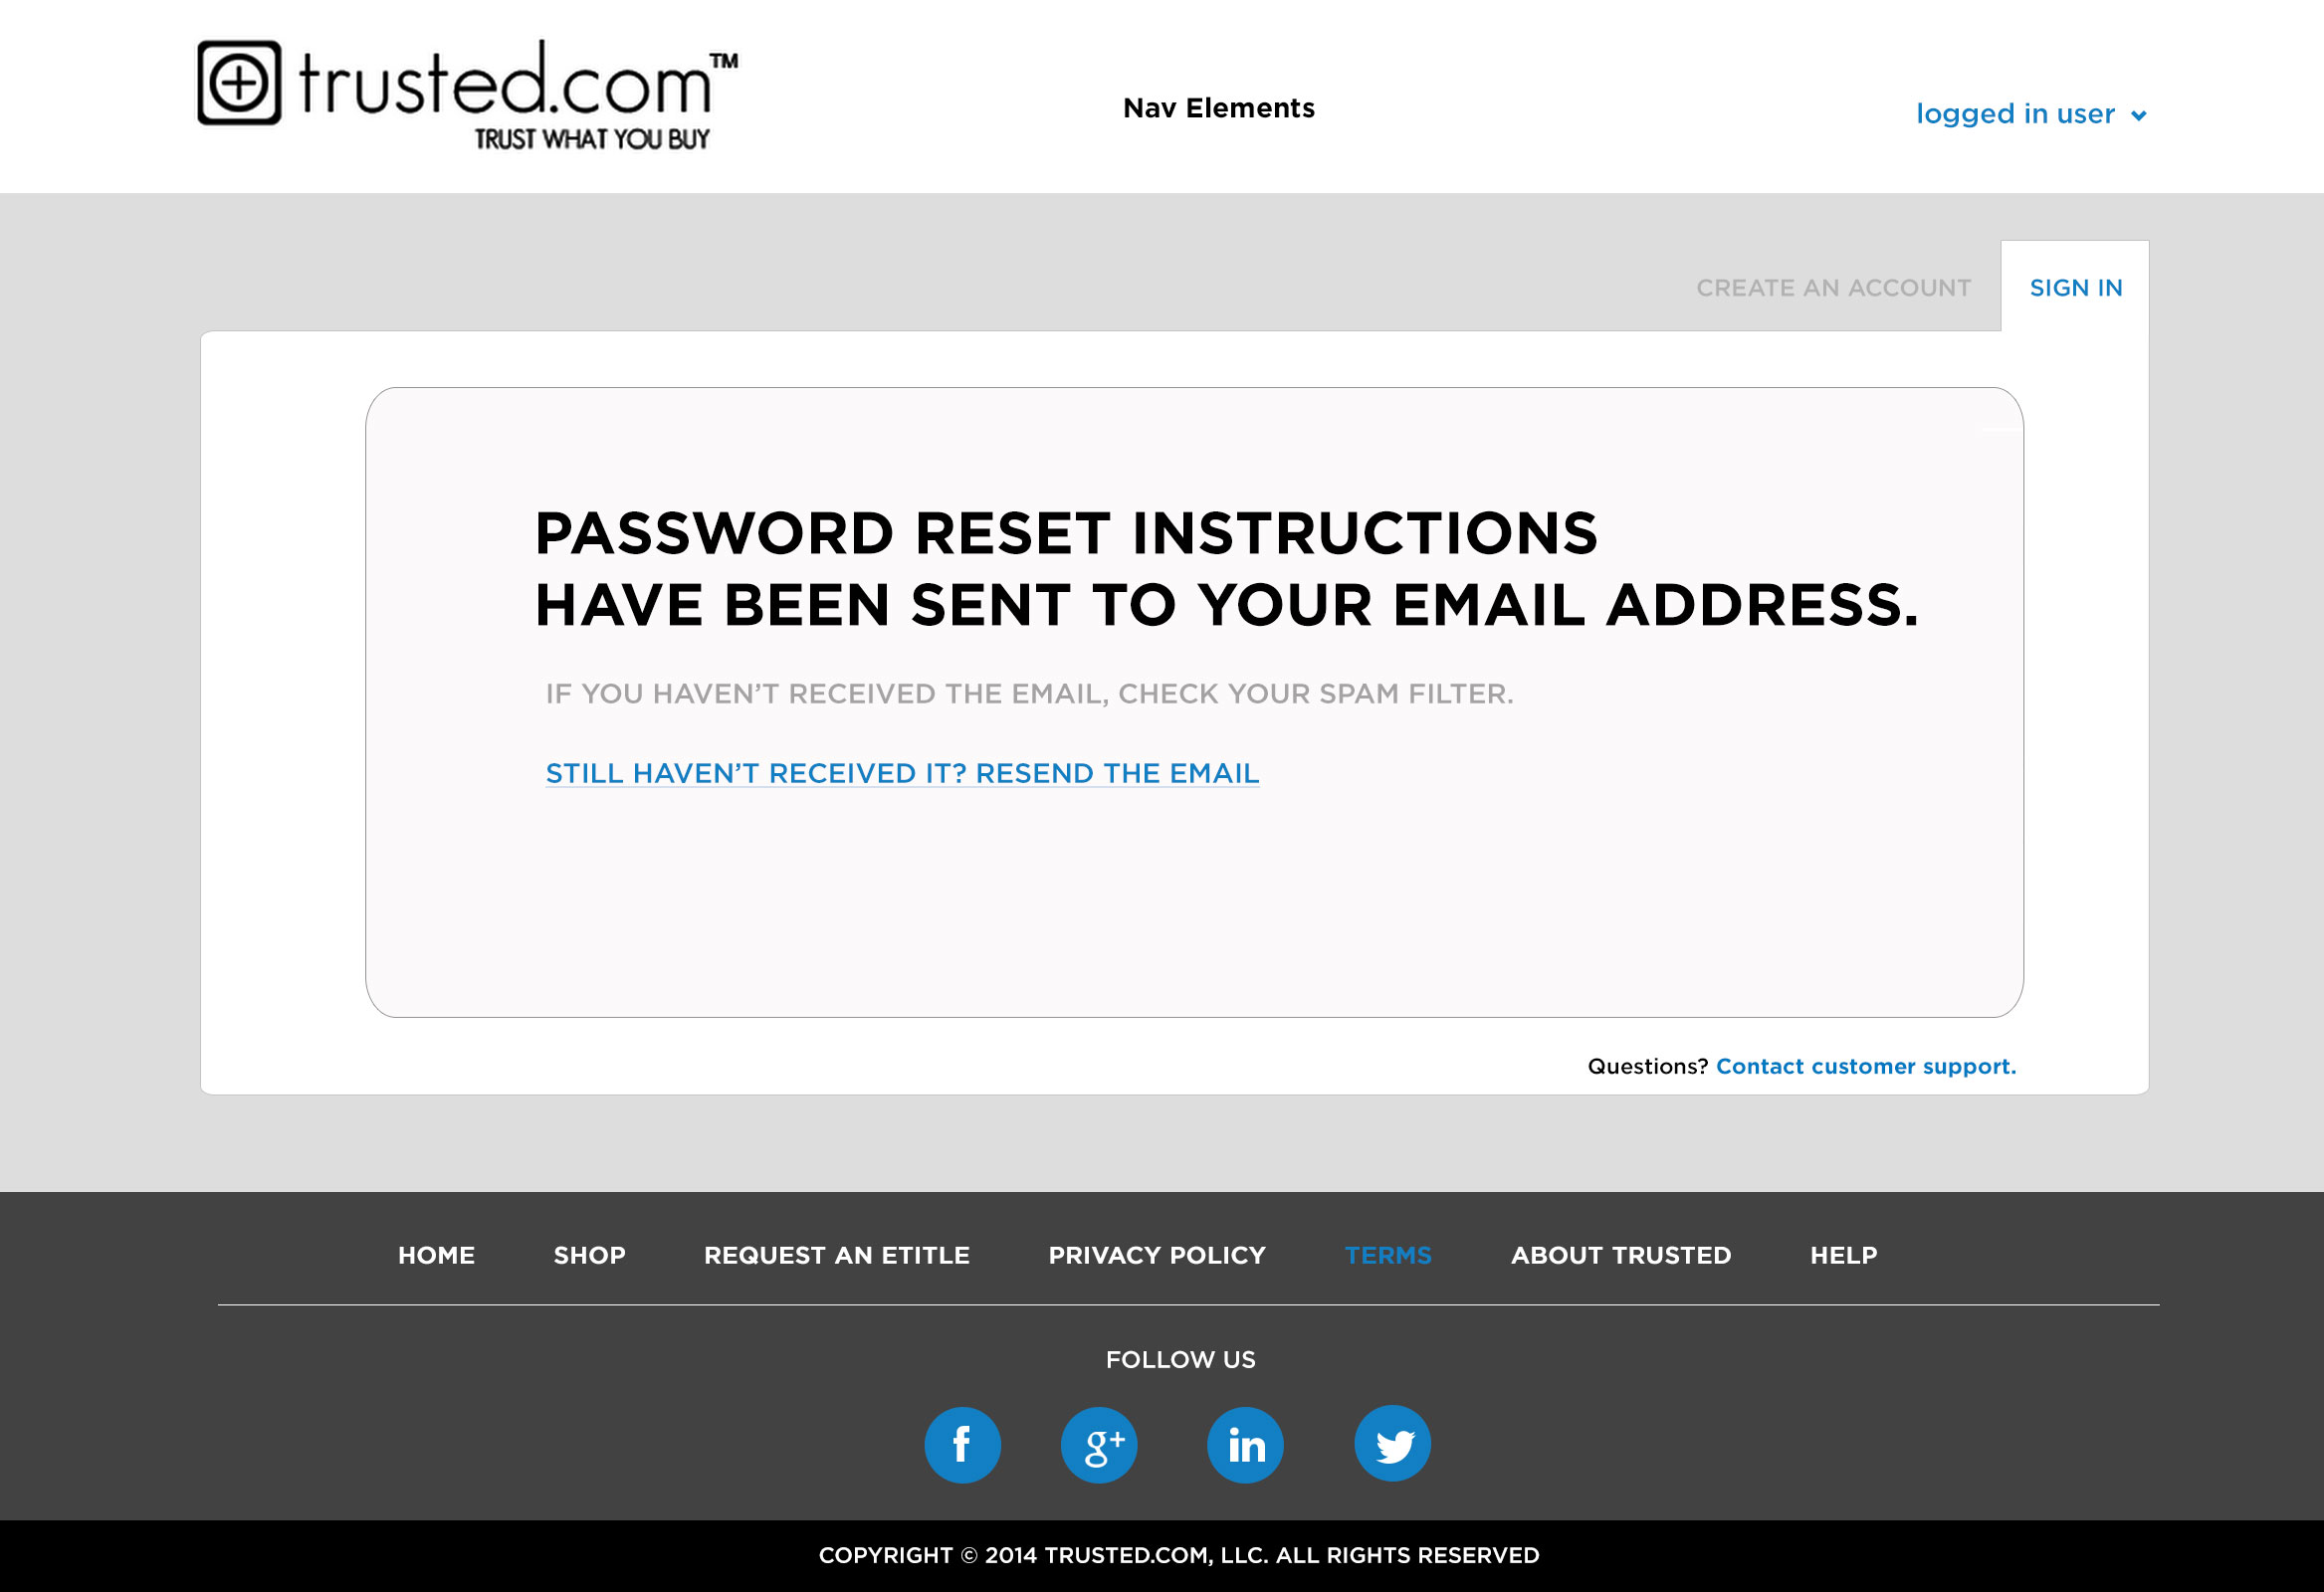 trusted.com™
TRUST WHAT YOU BUY
Nav Elements
logged in user
CREATE AN ACCOUNT
SIGN IN
PASSWORD RESET INSTRUCTIONS
HAVE BEEN SENT TO YOUR EMAIL ADDRESS.
IF YOU HAVEN’T RECEIVED THE EMAIL, CHECK YOUR SPAM FILTER.
STILL HAVEN’T RECEIVED IT? RESEND THE EMAIL
Questions? Contact customer support.
HOME SHOP REQUEST AN ETITLE PRIVACY POLICY TERMS ABOUT TRUSTED HELP
FOLLOW US
f g+ in
COPYRIGHT © 2014 TRUSTED.COM, LLC. ALL RIGHTS RESERVED